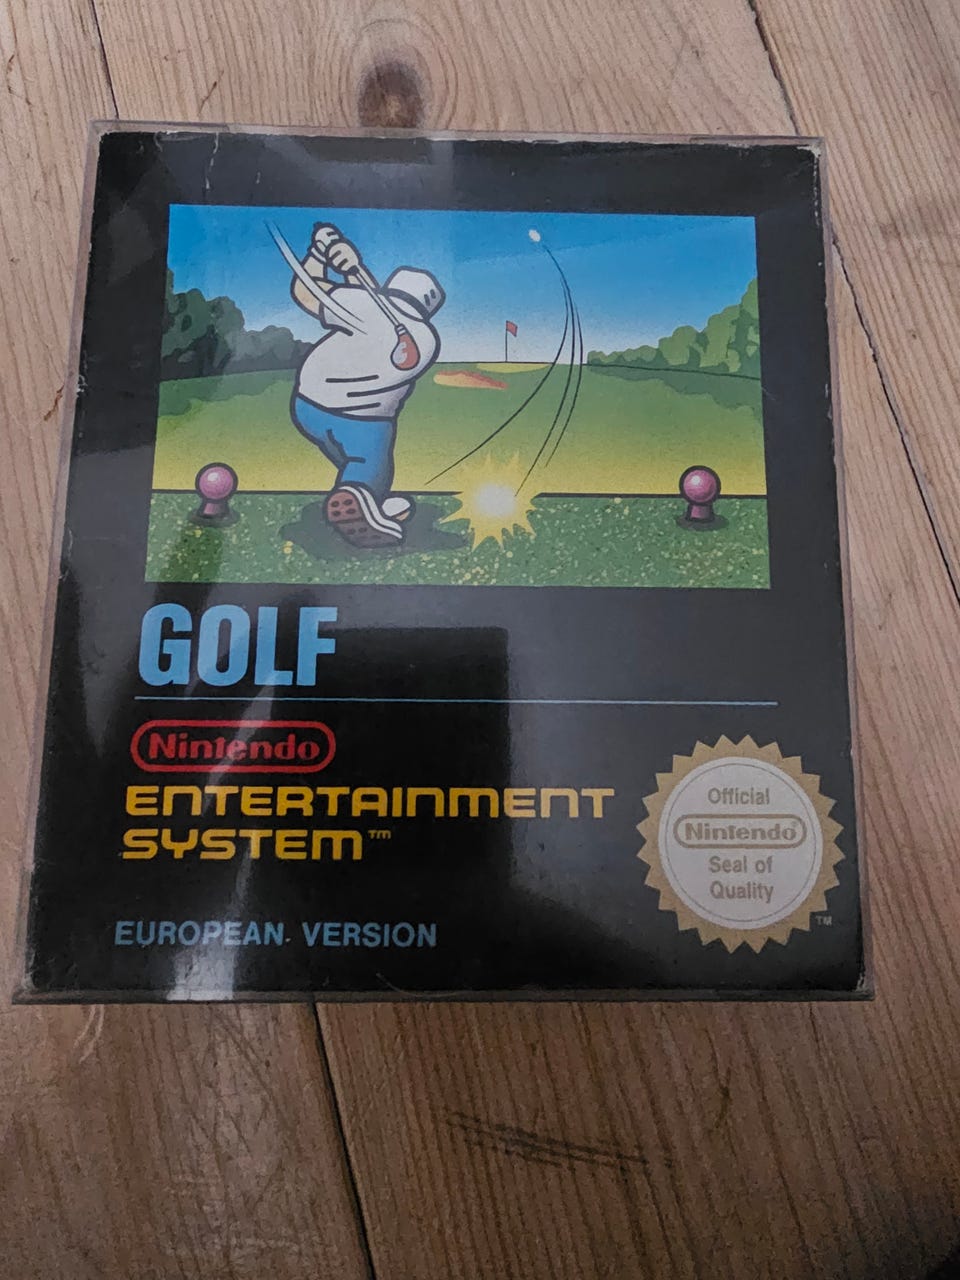 GOLF
Nintendo
ENTERTAINMENT
SYSTEM™
EUROPEAN VERSION
Official
Nintendo
Seal of
Quality
TM